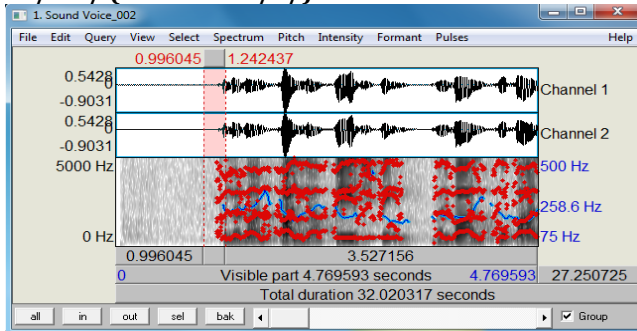 1. Sound Voice_002
File Edit Query View Select Spectrum Pitch Intensity Formant Pulses Help
0.996045 1.242437
0.5428
0
-0.9031
Channel 1
0.5428
0
-0.9031
Channel 2
5000 Hz 500 Hz
258.6 Hz
0 Hz 75 Hz
0.996045 3.527156
0 Visible part 4.769593 seconds 4.769593 27.250725
Total duration 32.020317 seconds
all in out sel bak Group